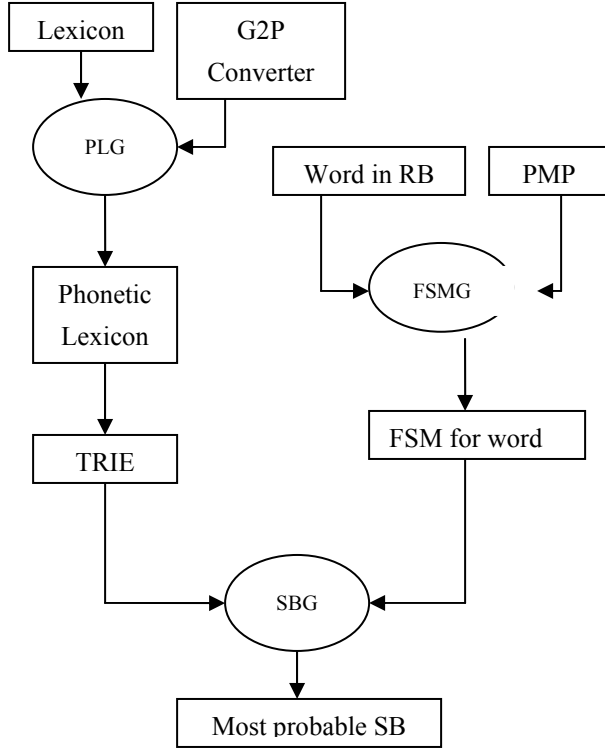 Lexicon
G2P
Converter
PLG
Word in RB
PMP
Phonetic
Lexicon
FSMG
TRIE
FSM for word
SBG
Most probable SB